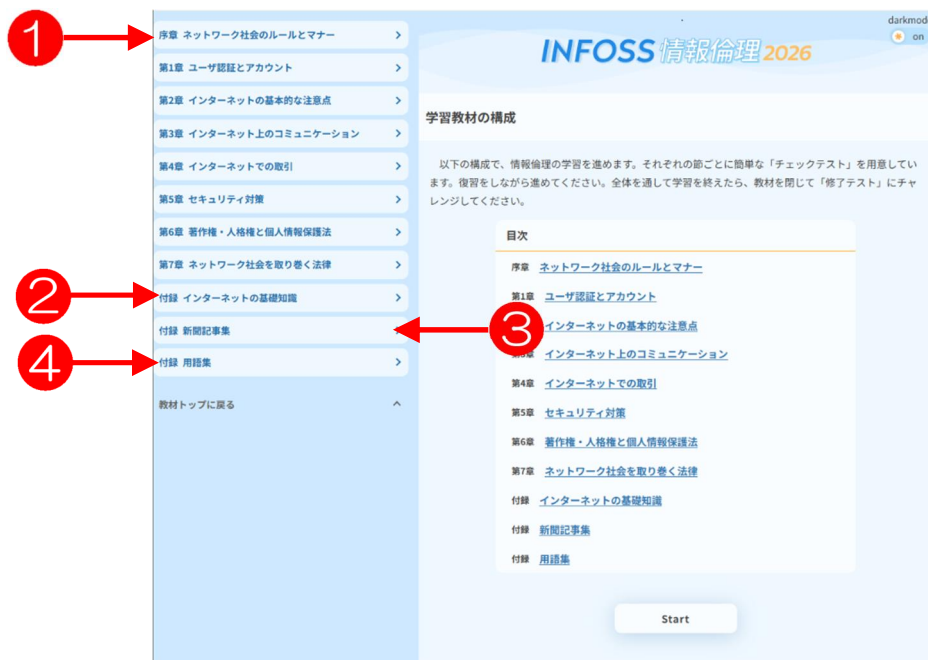 1
序章 ネットワーク社会のルールとマナー
第1章 ユーザ認証とアカウント
第2章 インターネットの基本的な注意点
第3章 インターネット上のコミュニケーション
第4章 インターネットでの取引
第5章 セキュリティ対策
第6章 著作権・人格権と個人情報保護法
第7章 ネットワーク社会を取り巻く法律
2
付録 インターネットの基礎知識
付録 新聞記事集
3
4
付録 用語集
教材トップに戻る
darkmod
on
INFOSS 情報倫理 2026
学習教材の構成
以下の構成で、情報倫理の学習を進めます。それぞれの節ごとに簡単な「チェックテスト」を用意してい
ます。復習をしながら進めてください。全体を通して学習を終えたら、教材を閉じて「修了テスト」にチャ
レンジしてください。
目次
序章 ネットワーク社会のルールとマナー
第1章 ユーザ認証とアカウント
インターネットの基本的な注意点
第3章 インターネット上のコミュニケーション
第4章 インターネットでの取引
第5章 セキュリティ対策
第6章 著作権・人格権と個人情報保護法
第7章 ネットワーク社会を取り巻く法律
付録 インターネットの基礎知識
付録 新聞記事集
付録 用語集
Start